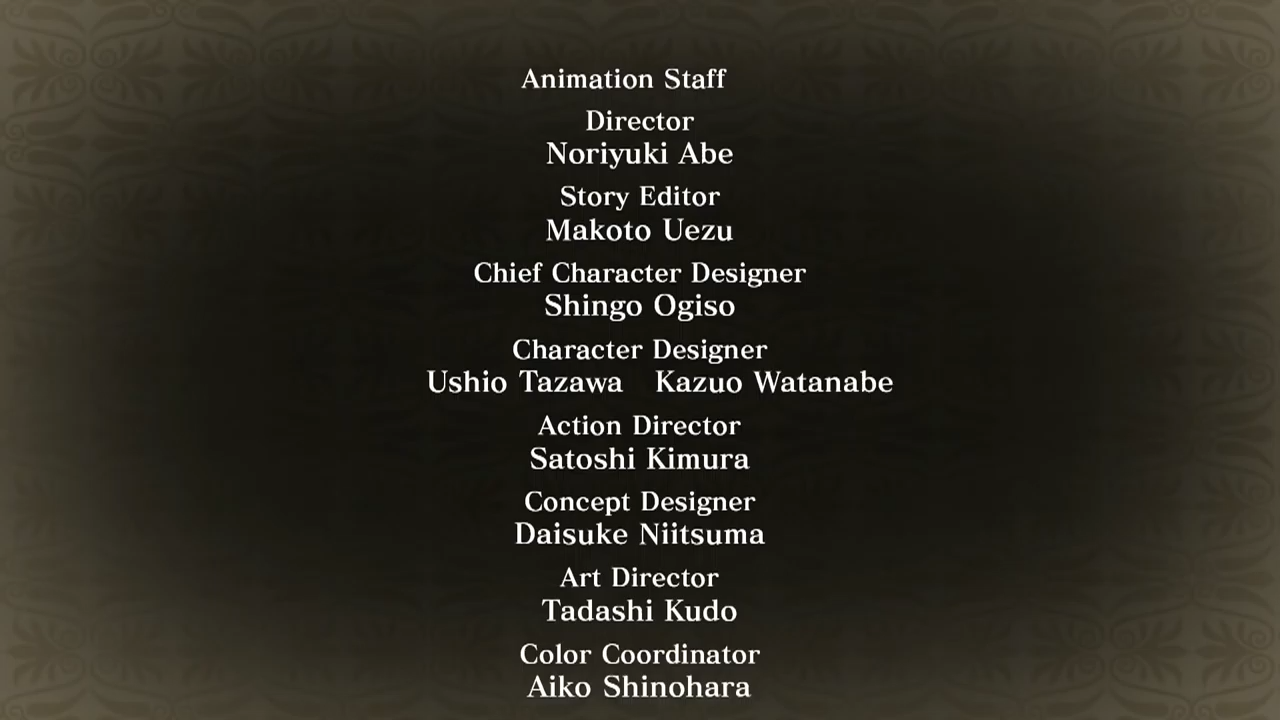 Animation Staff
Director
Noriyuki Abe
Story Editor
Makoto Uezu
Chief Character Designer
Shingo Ogiso
Character Designer
Ushio Tazawa Kazuo Watanabe
Action Director
Satoshi Kimura
Concept Designer
Daisuke Niitsuma
Art Director
Tadashi Kudo
Color Coordinator
Aiko Shinohara